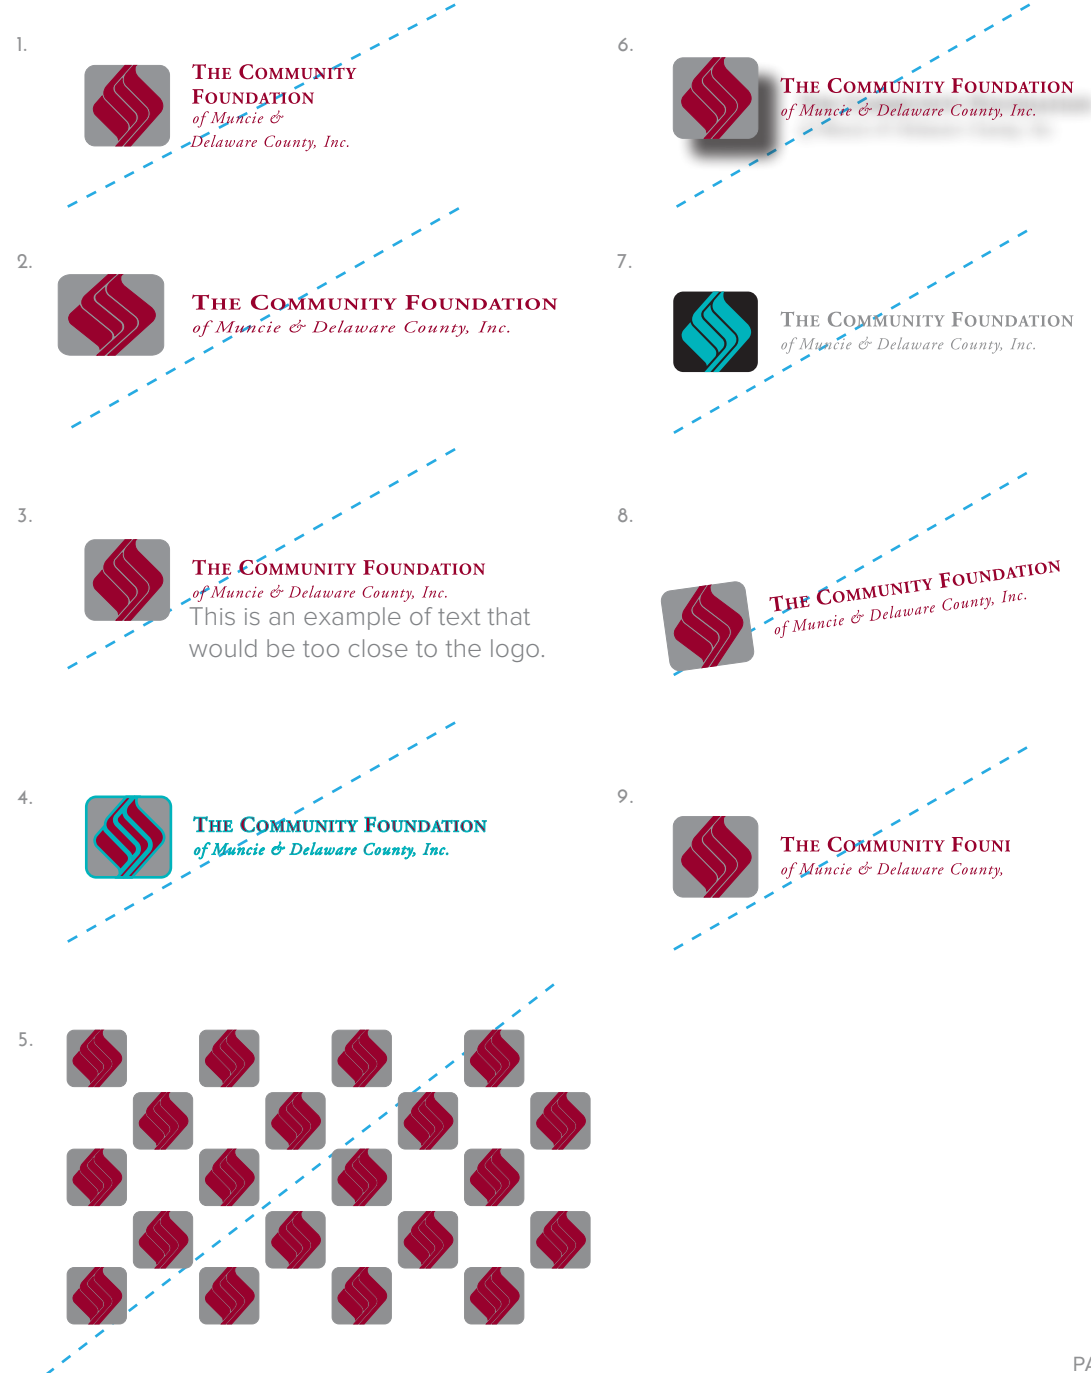 1.
THE COMMUNITY
FOUNDATION
of Muncie &
Delaware County, Inc.
2.
THE COMMUNITY FOUNDATION
of Muncie & Delaware County, Inc.
3.
THE COMMUNITY FOUNDATION
of Muncie & Delaware County, Inc.
This is an example of text that
would be too close to the logo.
4.
THE COMMUNITY FOUNDATION
of Muncie & Delaware County, Inc.
5.
6.
THE COMMUNITY FOUNDATION
of Muncie & Delaware County, Inc.
7.
THE COMMUNITY FOUNDATION
of Muncie & Delaware County, Inc.
8.
THE COMMUNITY FOUNDATION
of Muncie & Delaware County, Inc.
9.
THE COMMUNITY FOUNI
of Muncie & Delaware County,
PA